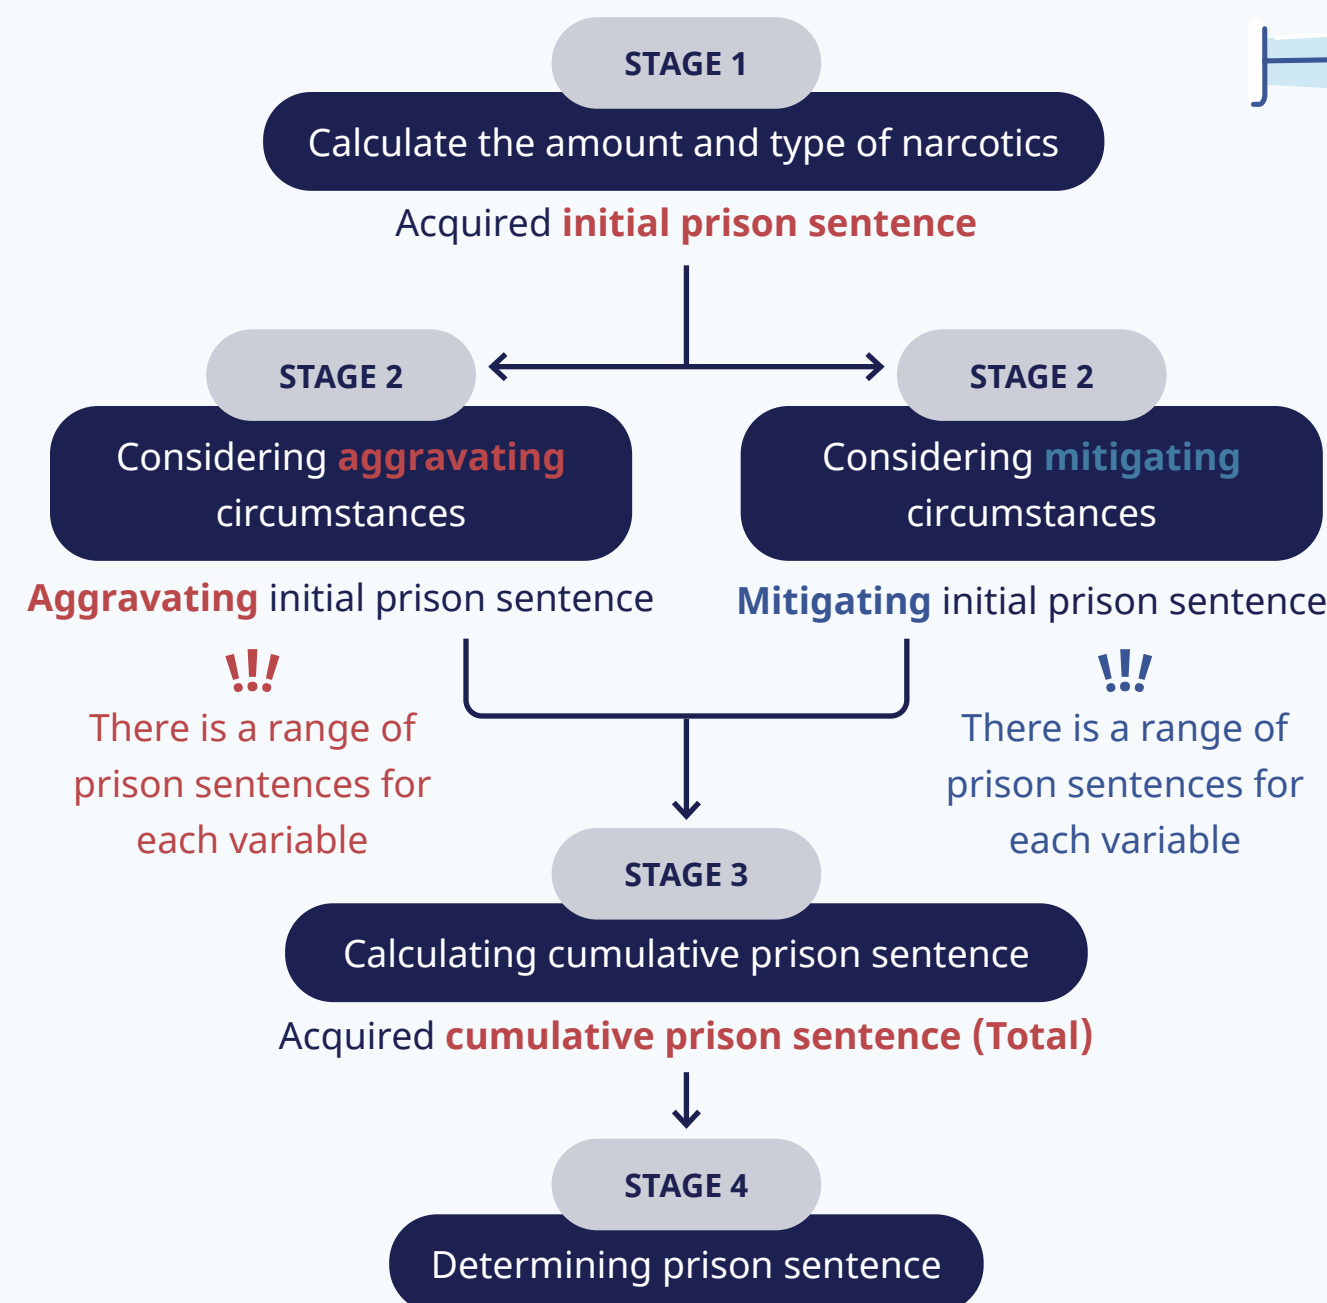 STAGE 1
Calculate the amount and type of narcotics
Acquired initial prison sentence
STAGE 2
Considering aggravating
circumstances
Aggravating initial prison sentence
!!!
There is a range of
prison sentences for
each variable
STAGE 2
Considering mitigating
circumstances
Mitigating initial prison sentence
!!!
There is a range of
prison sentences for
each variable
STAGE 3
Calculating cumulative prison sentence
Acquired cumulative prison sentence (Total)
STAGE 4
Determining prison sentence